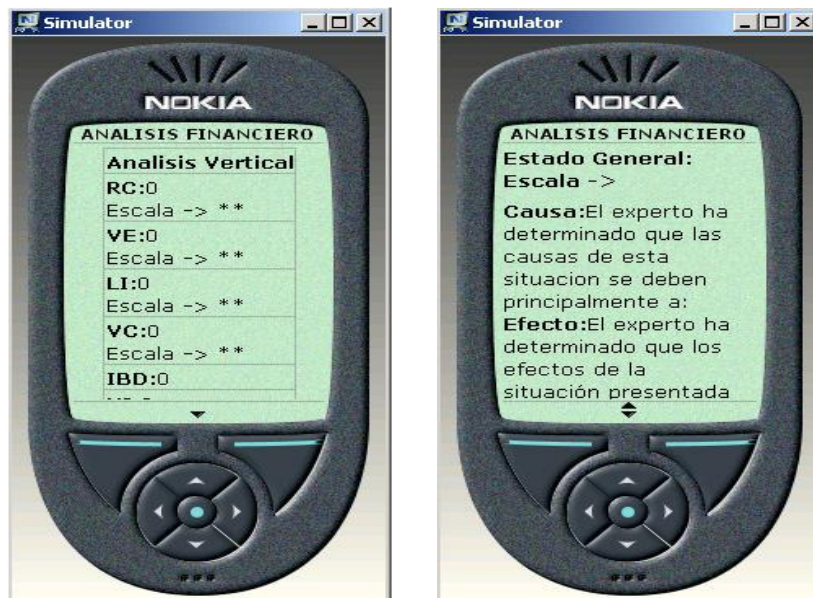 Simulator
NOKIA
ANALISIS FINANCIERO
Analisis Vertical
RC:0
Escala -> **
VE:0
Escala -> **
LI:0
Escala -> **
VC:0
Escala -> **
IBD:0
Simulator
NOKIA
ANALISIS FINANCIERO
Estado General:
Escala ->
Causa:El experto ha
determinado que las
causas de esta
situacion se deben
principalmente a:
Efecto:El experto ha
determinado que los
efectos de la
situación presentada